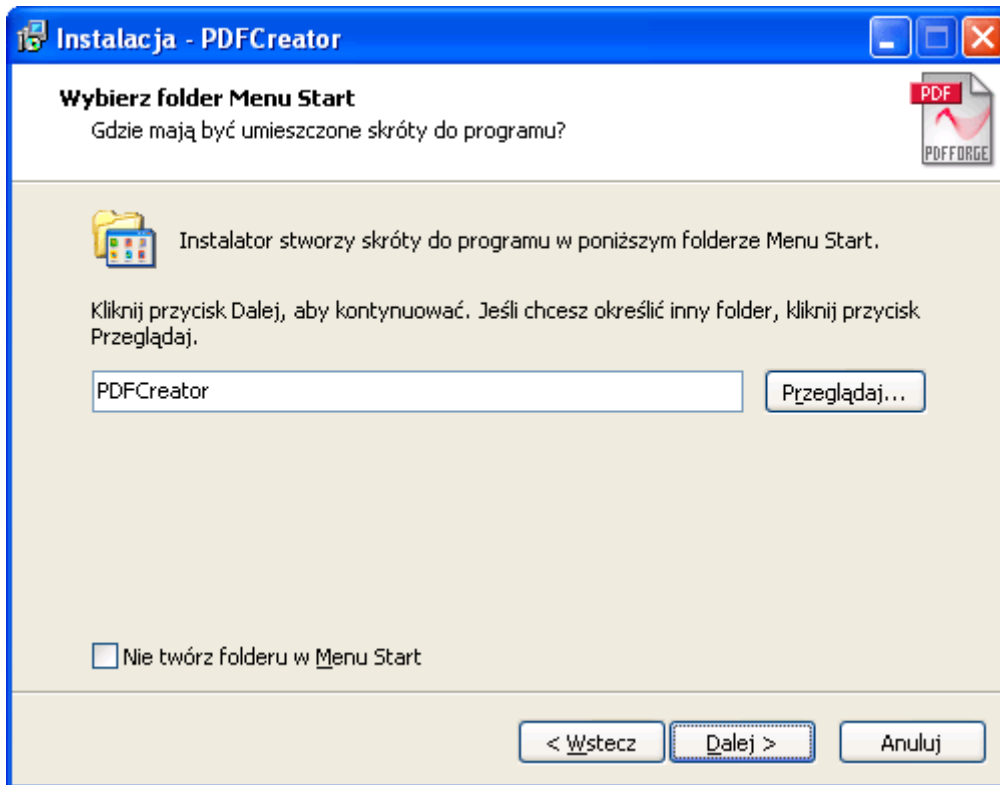 Instalacja - PDFCreator
Wybierz folder Menu Start
Gdzie mają być umieszczone skróty do programu?
PDF
PDFFORGE
Instalator stworzy skróty do programu w poniższym folderze Menu Start.
Kliknij przycisk Dalej, aby kontynuować. Jeśli chcesz określić inny folder, kliknij przycisk
Przeglądaj.
PDFCreator
Przeglądaj...
Nie twórz folderu w Menu Start
< Wstecz
Dalej >
Anuluj